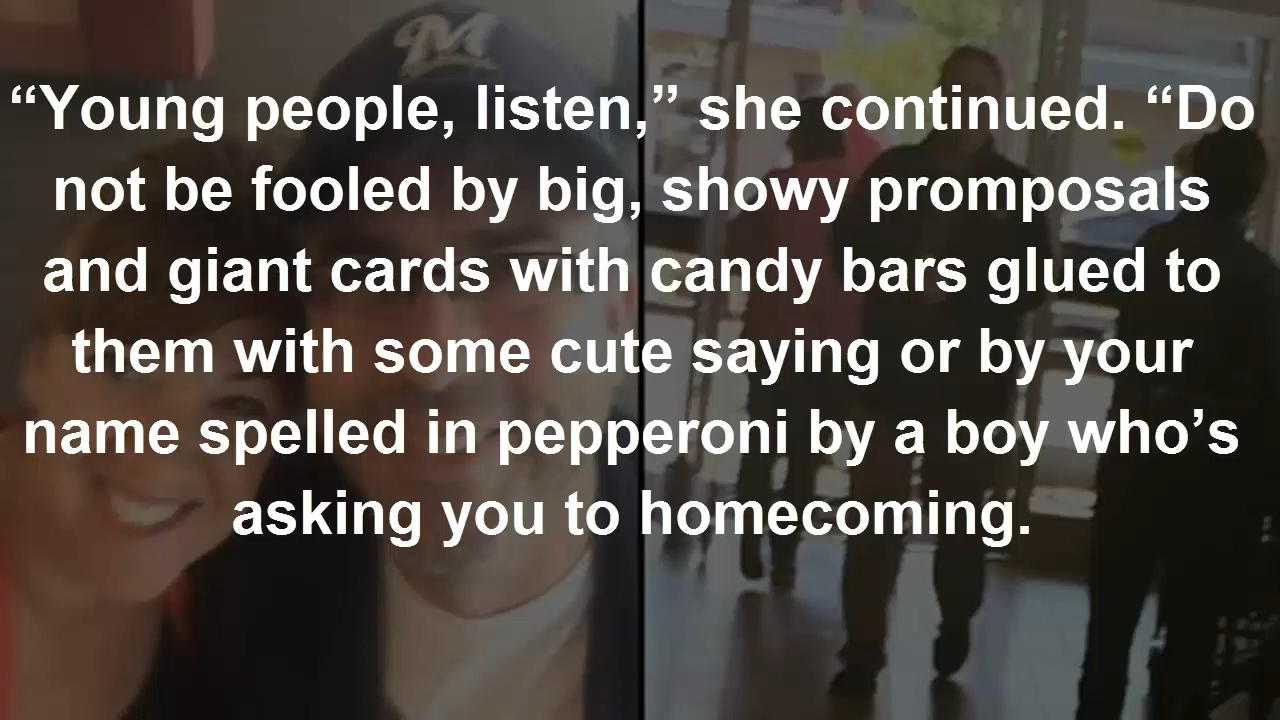 M
“Young people, listen,” she continued. “Do
not be fooled by big, showy promposals
and giant cards with candy bars glued to
them with some cute saying or by your
name spelled in pepperoni by a boy who’s
asking you to homecoming.